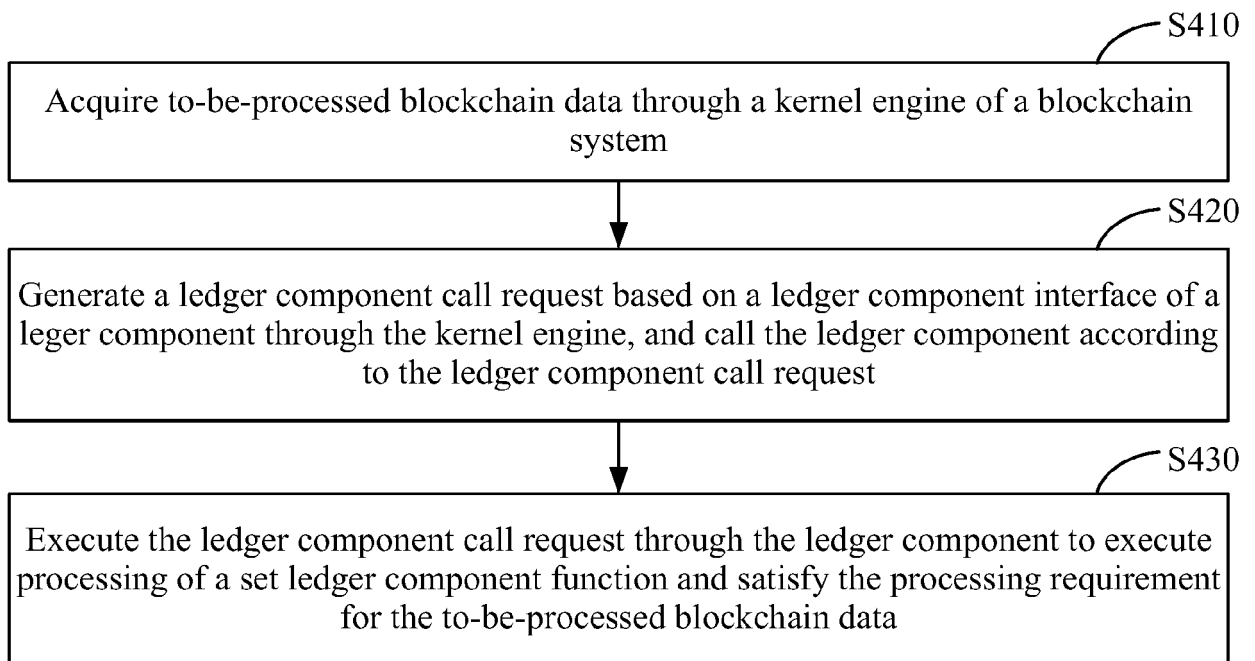 S410
Acquire to-be-processed blockchain data through a kernel engine of a blockchain
system
S420
Generate a ledger component call request based on a ledger component interface of a
leger component through the kernel engine, and call the ledger component according
to the ledger component call request
S430
Execute the ledger component call request through the ledger component to execute
processing of a set ledger component function and satisfy the processing requirement
for the to-be-processed blockchain data